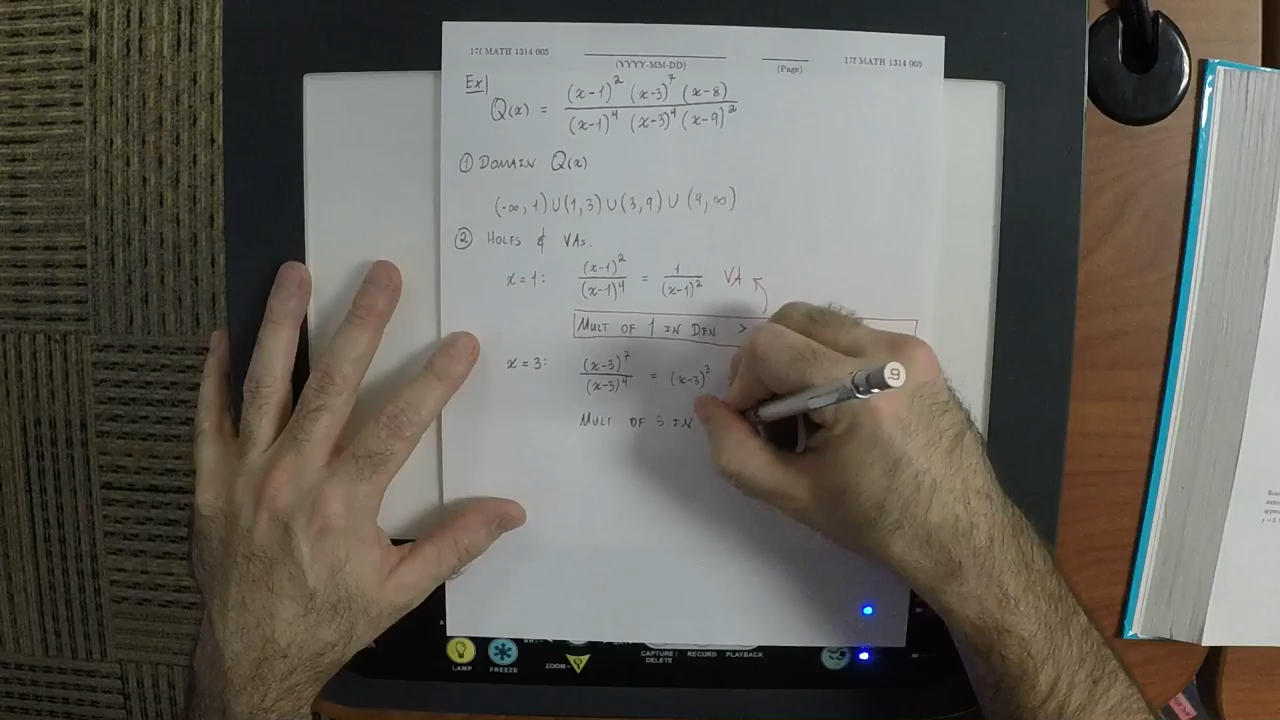 17f MATH 1314 005
(YYYY-MM-DD)
(Page)
17f MATH 1314 005
Ex|
Q(x) = (x-1)² (x-3)⁷ (x-8) / (x-1)⁴ (x-3)⁴ (x-9)²
① DOMAIN Q(x)
(-∞, 1) ∪ (1, 3) ∪ (3, 9) ∪ (9, ∞)
② HOLES & VAs.
x = 1: (x-1)² / (x-1)⁴ = 1 / (x-1)² VA
MULT OF 1 IN DEN >
x = 3: (x-3)⁷ / (x-3)⁴ = (x-3)³
MULT OF 3 IN
.9
LAMP
FREEZE
ZOOM
CAPTURE / DELETE
RECORD
PLAYBACK